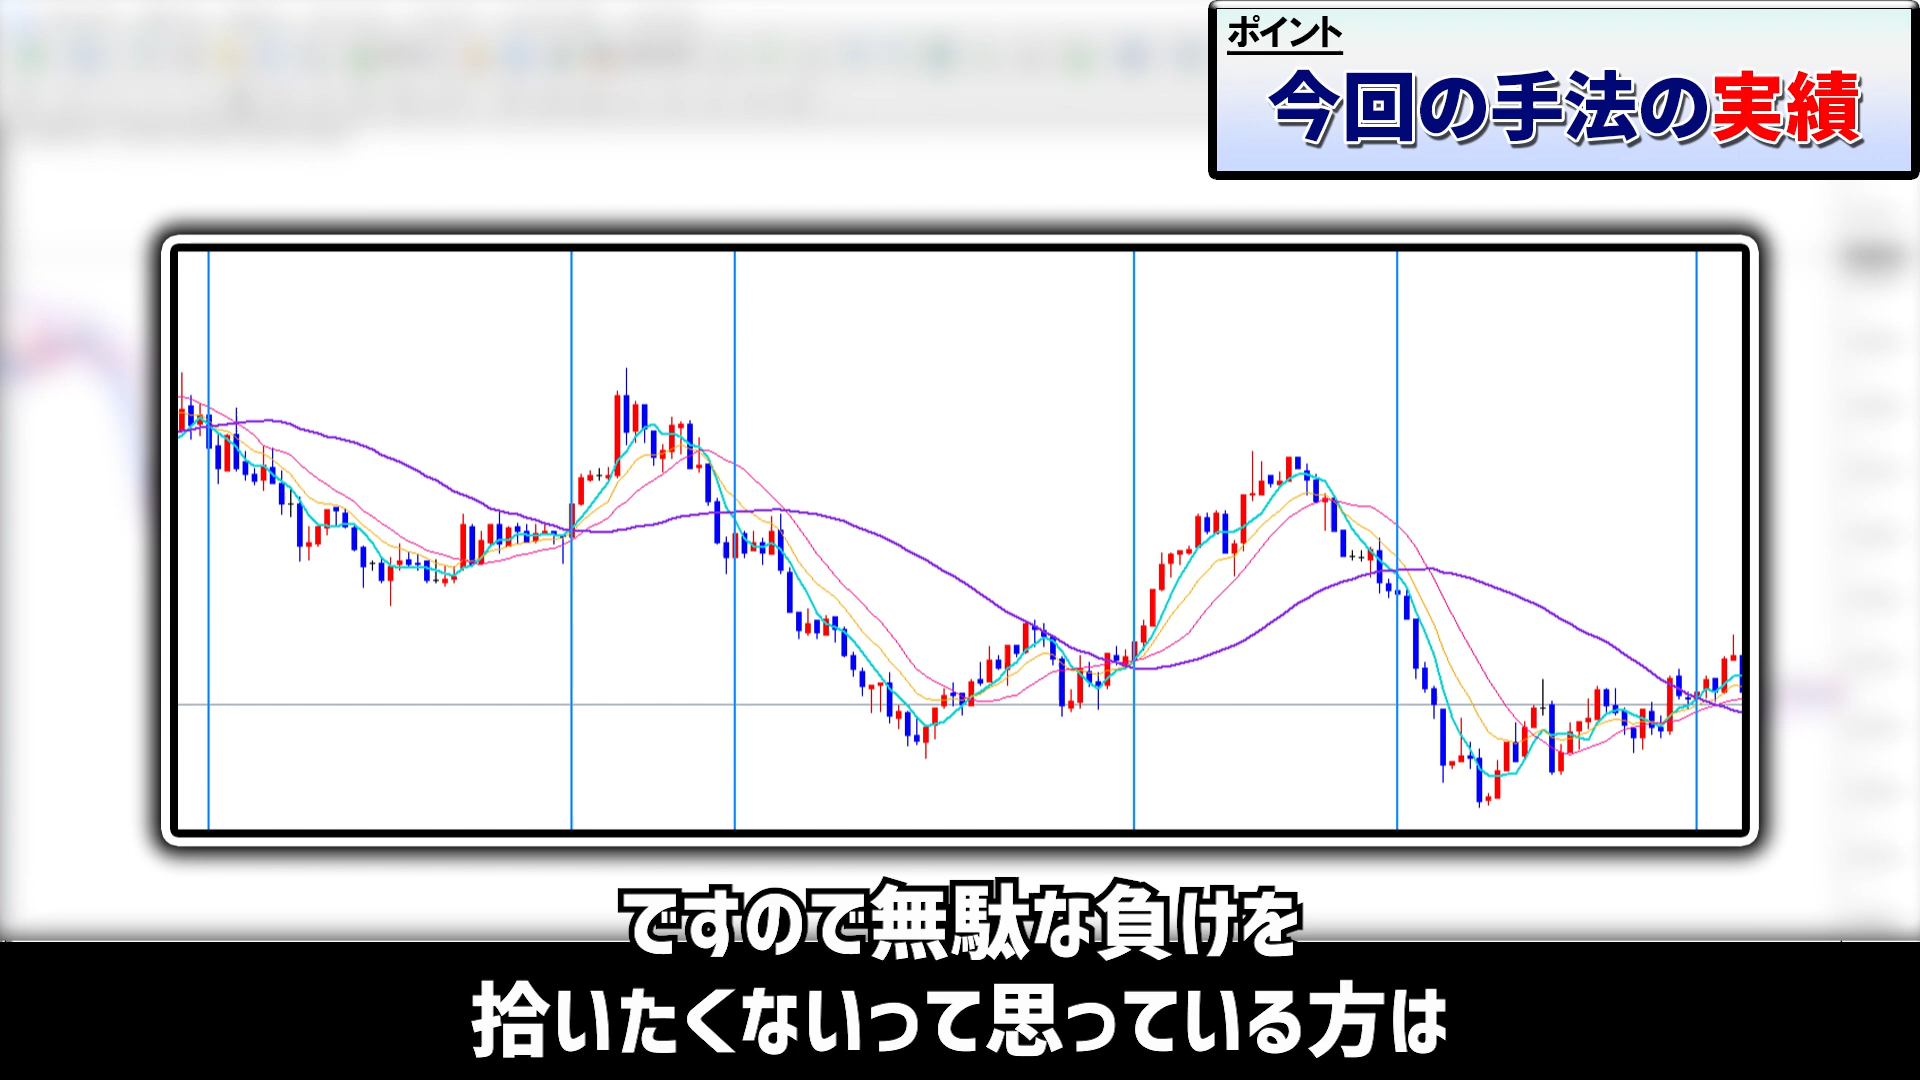 ポイント
今回の手法の実績
ですので無駄な負けを
拾いたくないって思っている方は